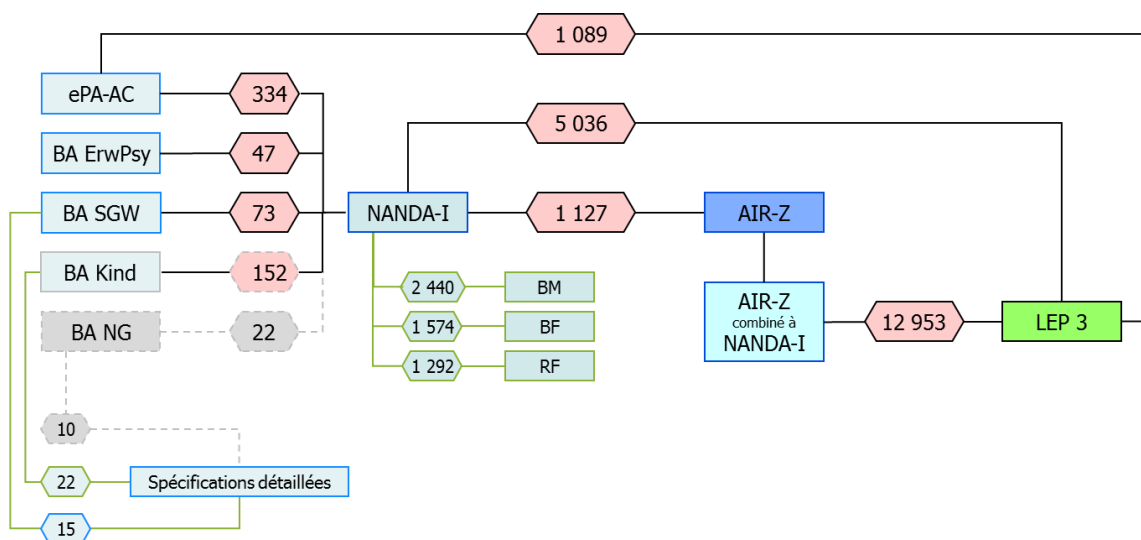 1 089
ePA-AC
334
5 036
BA ErwPsy
47
BA SGW
73
NANDA-I
1 127
AIR-Z
BA Kind
152
2 440
BM
AIR-Z
combiné à
NANDA-I
12 953
LEP 3
BA NG
22
1 574
BF
1 292
RF
10
22
Spécifications détaillées
15